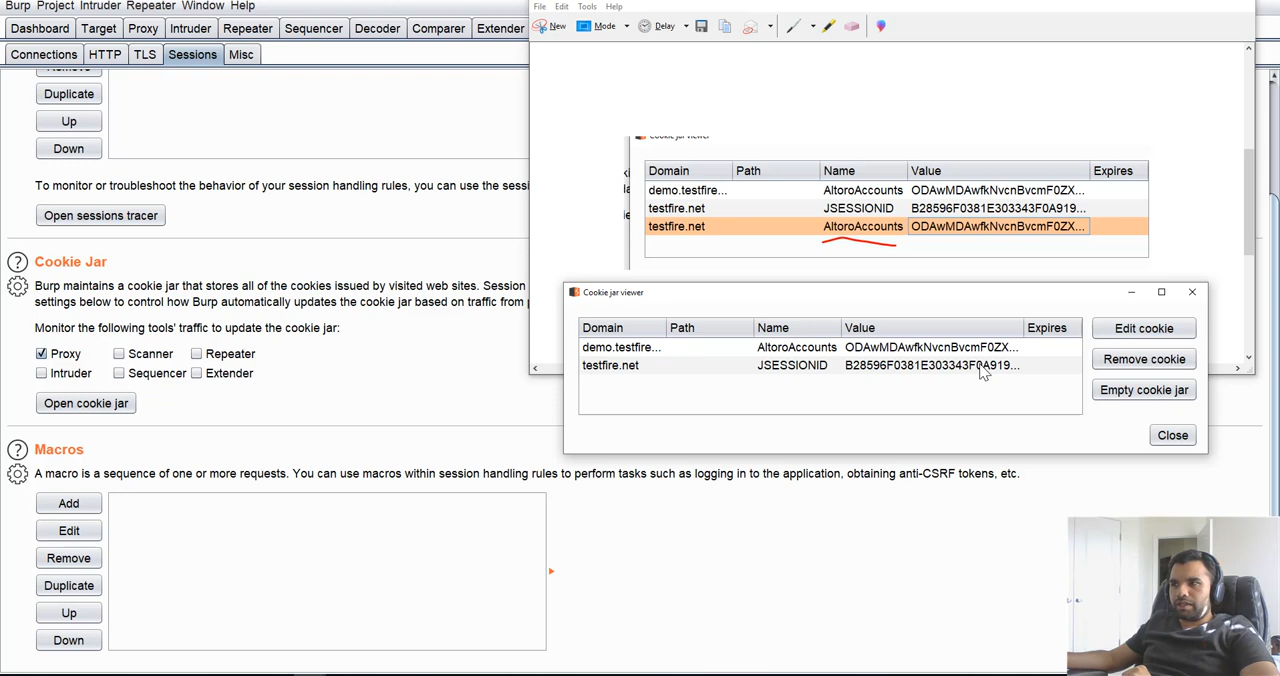 Burp Project Intruder Repeater Window Help
Dashboard Target Proxy Intruder Repeater Sequencer Decoder Comparer Extender
Connections HTTP TLS Sessions Misc
Duplicate
Up
Down
To monitor or troubleshoot the behavior of your session handling rules, you can use the sessi
Open sessions tracer
Cookie Jar
Burp maintains a cookie jar that stores all of the cookies issued by visited web sites. Session
settings below to control how Burp automatically updates the cookie jar based on traffic from
Monitor the following tools' traffic to update the cookie jar:
Proxy Scanner Repeater
Intruder Sequencer Extender
Open cookie jar
Macros
A macro is a sequence of one or more requests. You can use macros within session handling rules to perform tasks such as logging in to the application, obtaining anti-CSRF tokens, etc.
Add
Edit
Remove
Duplicate
Up
Down
File Edit Tools Help
New Mode Delay
Domain Path Name Value Expires
demo.testfire... AltoroAccounts ODAwMDAwfkNvcnBvcmF0ZX...
testfire.net JSESSIONID B28596F0381E303343F0A919...
testfire.net AltoroAccounts ODAwMDAwfkNvcnBvcmF0ZX...
Cookie jar viewer
Domain Path Name Value Expires
demo.testfire... AltoroAccounts ODAwMDAwfkNvcnBvcmF0ZX...
testfire.net JSESSIONID B28596F0381E303343F0A919...
Edit cookie
Remove cookie
Empty cookie jar
Close